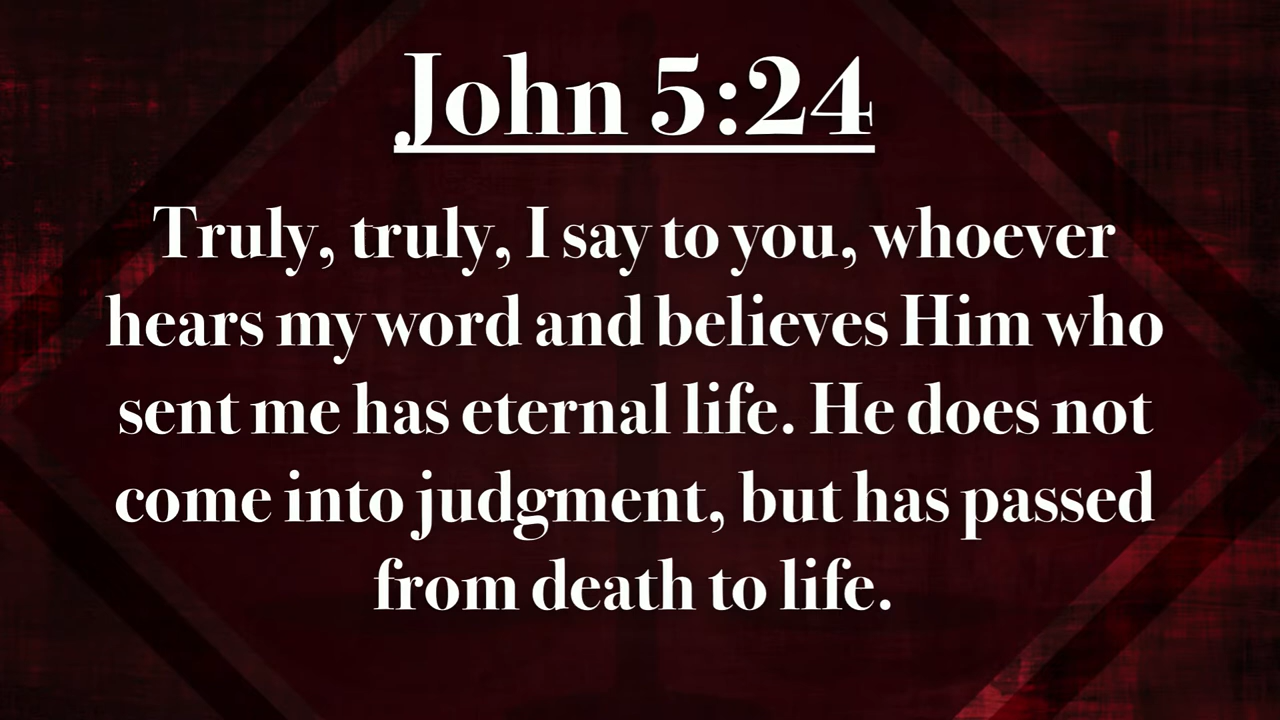 John 5:24
Truly, truly, I say to you, whoever
hears my word and believes Him who
sent me has eternal life. He does not
come into judgment, but has passed
from death to life.